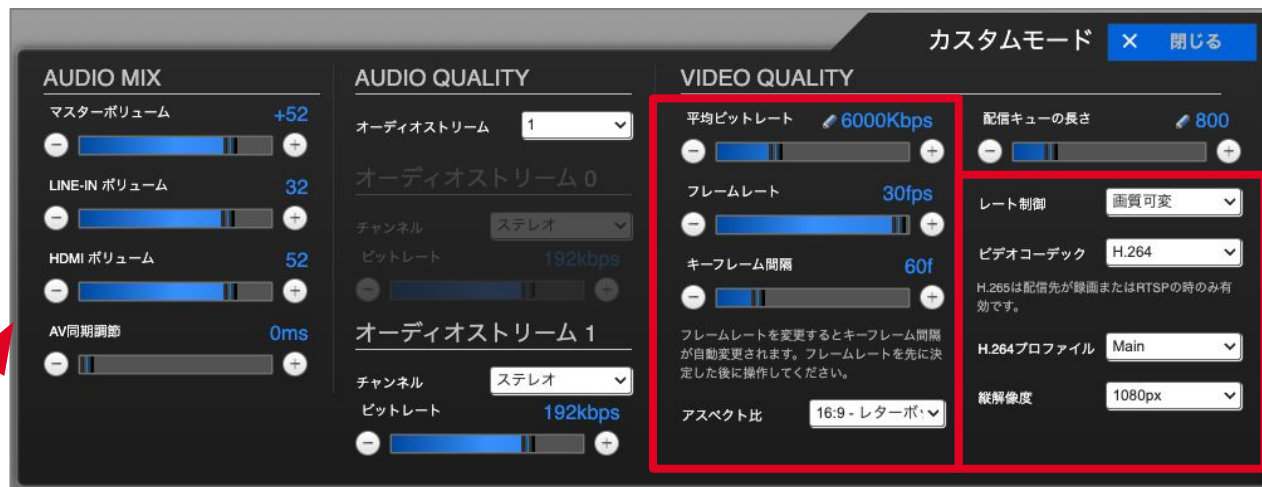 カスタムモード
× 閉じる
AUDIO MIX
マスターボリューム +52
LINE-IN ボリューム 32
HDMI ボリューム 52
AV同期調節 0ms
AUDIO QUALITY
オーディオストリーム 1
オーディオストリーム 0
チャンネル ステレオ
ビットレート 192kbps
オーディオストリーム 1
チャンネル ステレオ
ビットレート 192kbps
VIDEO QUALITY
平均ビットレート 6000Kbps
フレームレート 30fps
キーフレーム間隔 60f
フレームレートを変更するとキーフレーム間隔
が自動変更されます。フレームレートを先に決
定した後に操作してください。
アスペクト比 16:9 - レターボ
配信キューの長さ 800
レート制御 画質可変
ビデオコーデック H.264
H.265は配信先が録画またはRTSPの時のみ有
効です。
H.264プロファイル Main
縦解像度 1080px